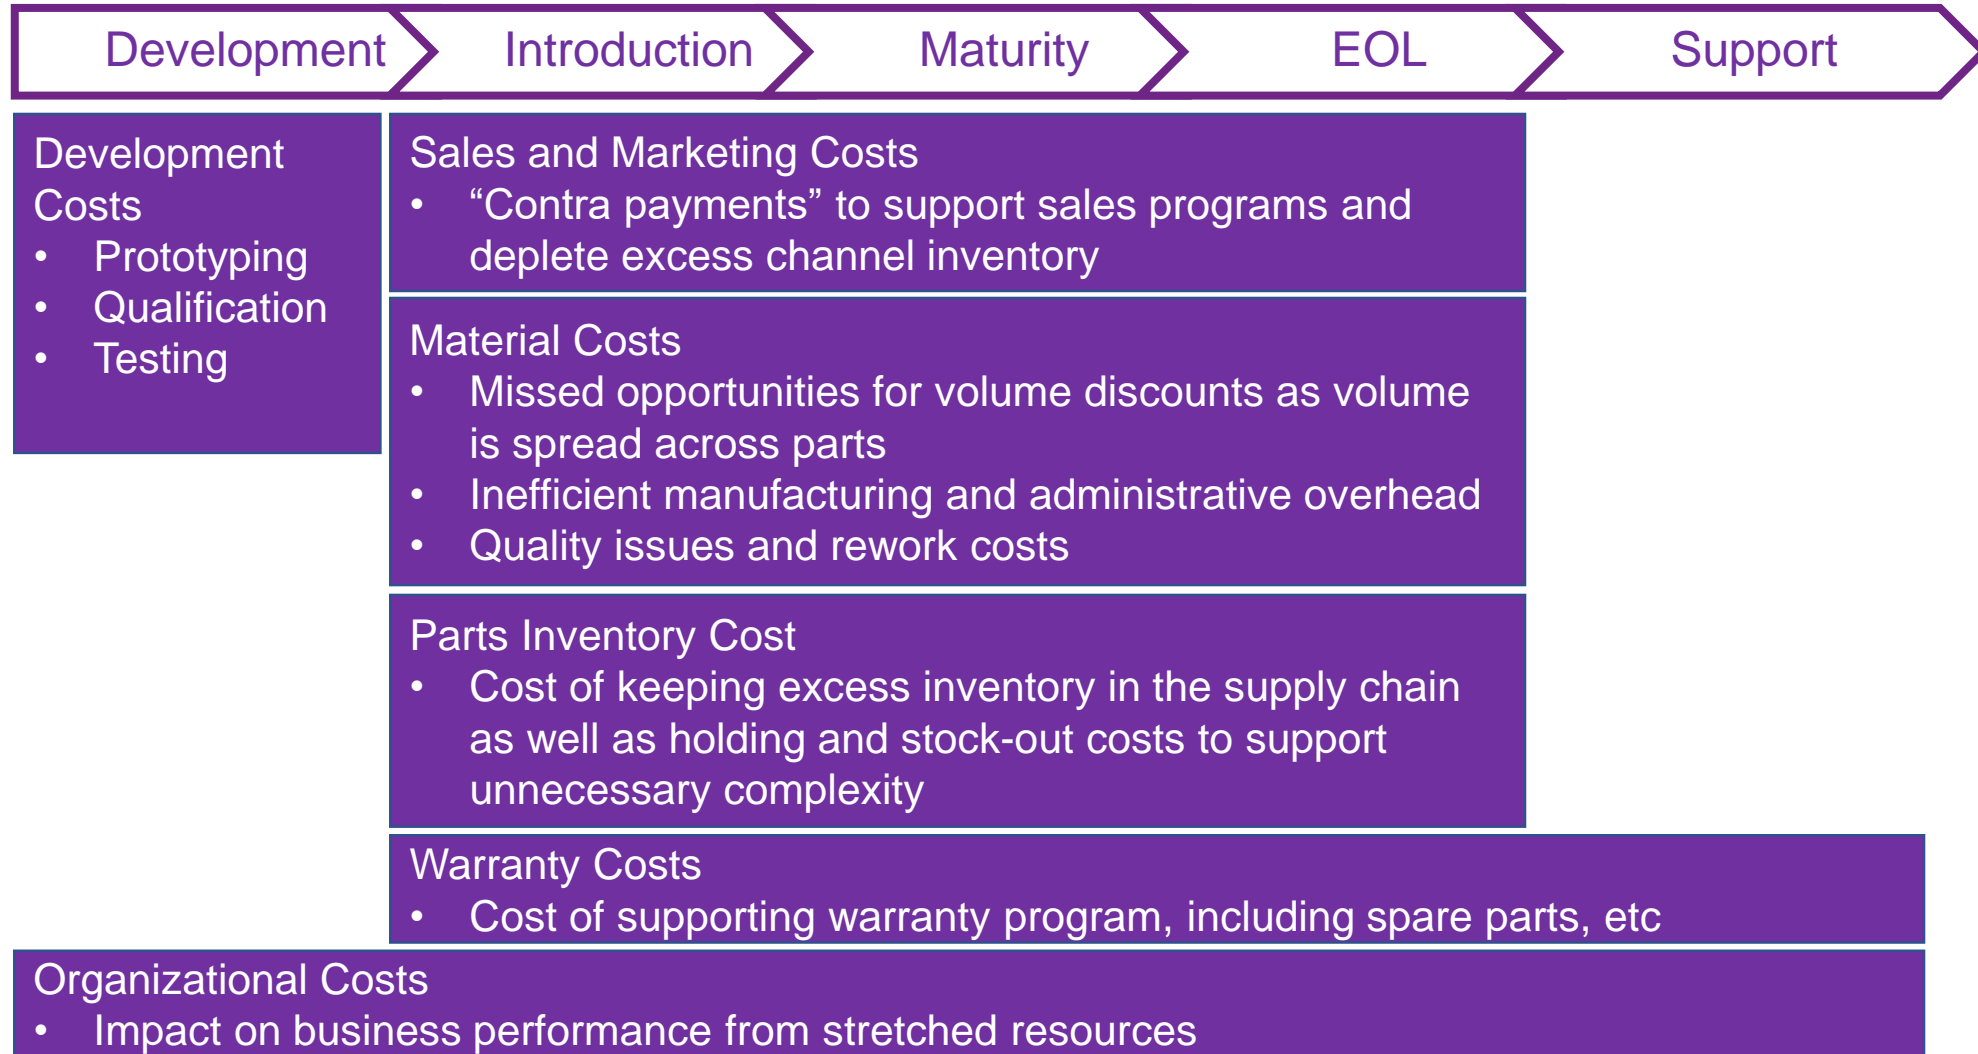 Development
Introduction
Maturity
EOL
Support
Development
Costs
• Prototyping
• Qualification
• Testing
Sales and Marketing Costs
• “Contra payments” to support sales programs and
deplete excess channel inventory
Material Costs
• Missed opportunities for volume discounts as volume
is spread across parts
• Inefficient manufacturing and administrative overhead
• Quality issues and rework costs
Parts Inventory Cost
• Cost of keeping excess inventory in the supply chain
as well as holding and stock-out costs to support
unnecessary complexity
Warranty Costs
• Cost of supporting warranty program, including spare parts, etc
Organizational Costs
• Impact on business performance from stretched resources